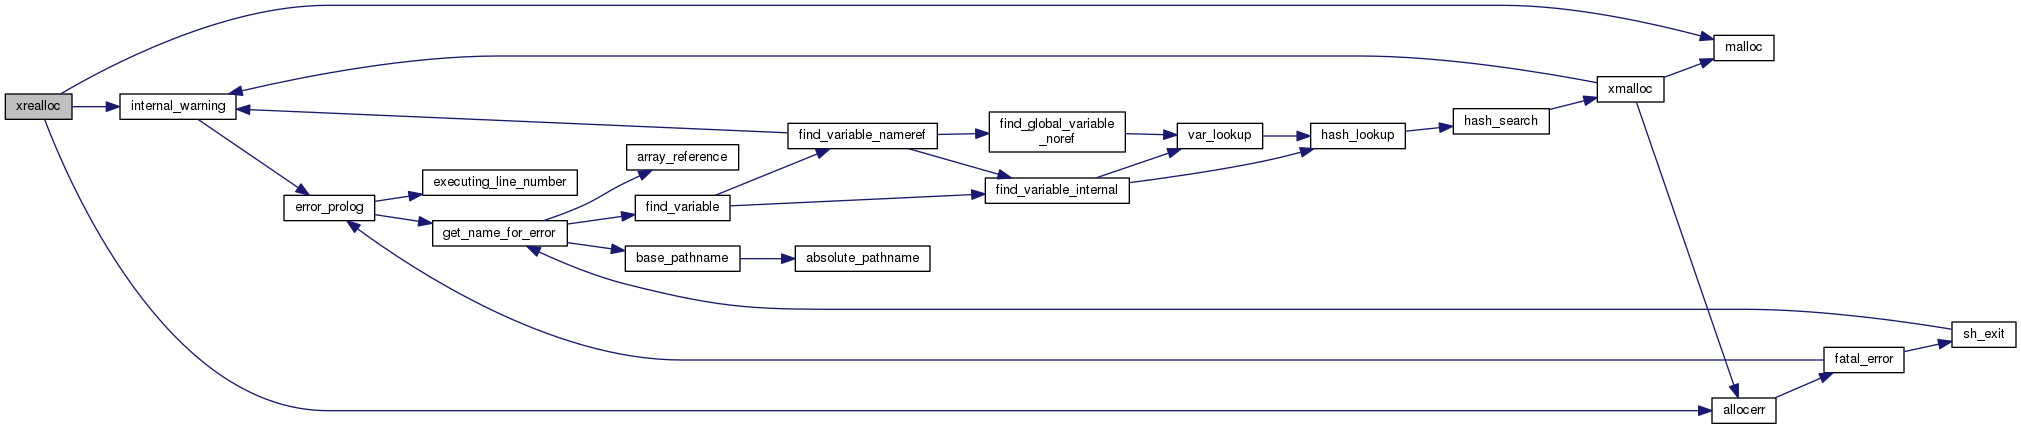 xrealloc
internal_warning
error_prolog
executing_line_number
get_name_for_error
array_reference
find_variable
base_pathname
find_variable_nameref
absolute_pathname
find_global_variable
_noref
find_variable_internal
var_lookup
hash_lookup
hash_search
xmalloc
malloc
allocerr
fatal_error
sh_exit